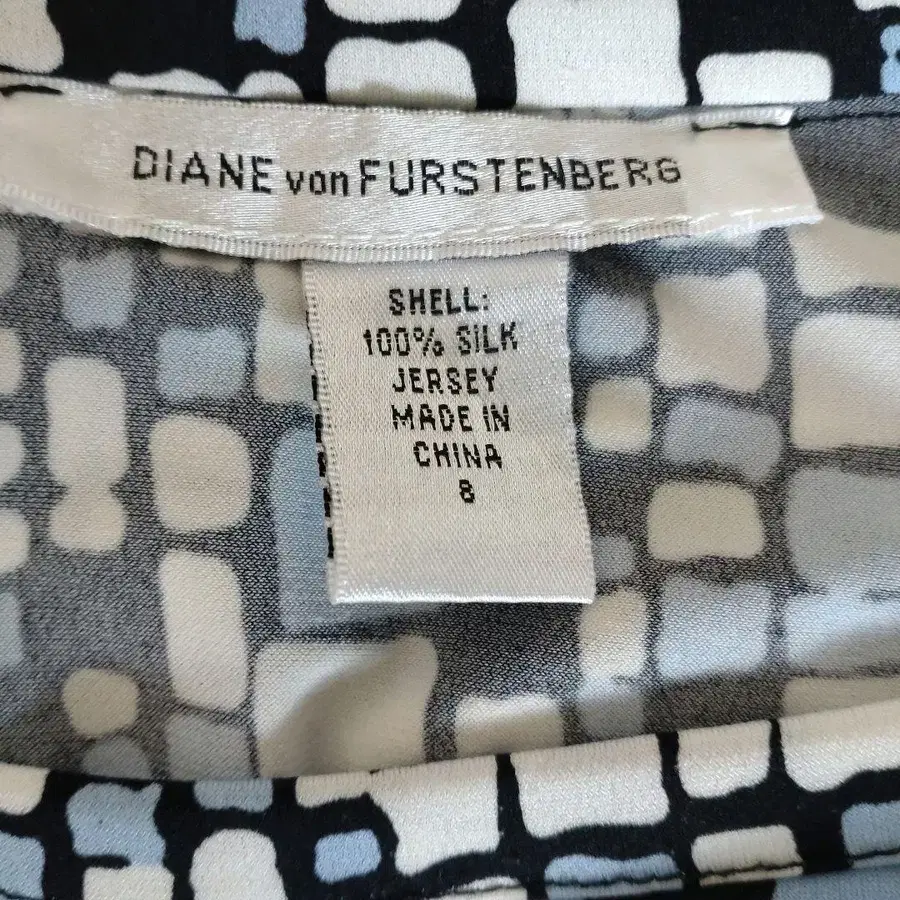 DIANE von FURSTENBERG
SHELL:
100% SILK
JERSEY
MADE IN
CHINA
8